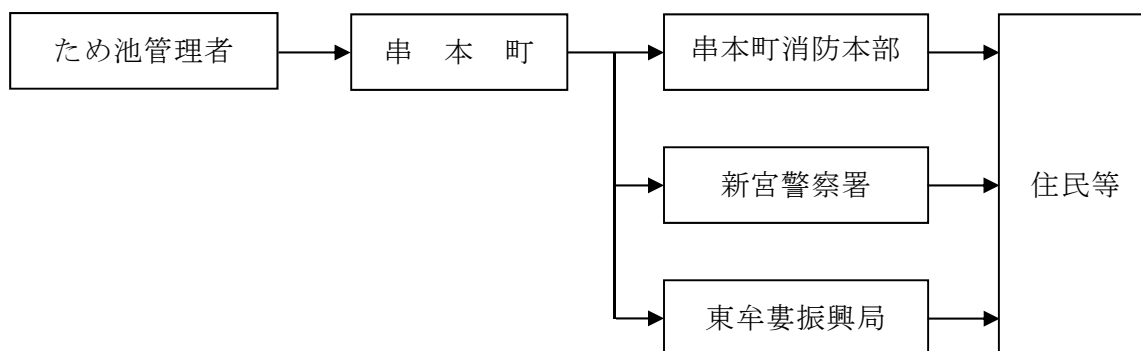 ため池管理者
串　本　町
串本町消防本部
新宮警察署
東牟婁振興局
住民等